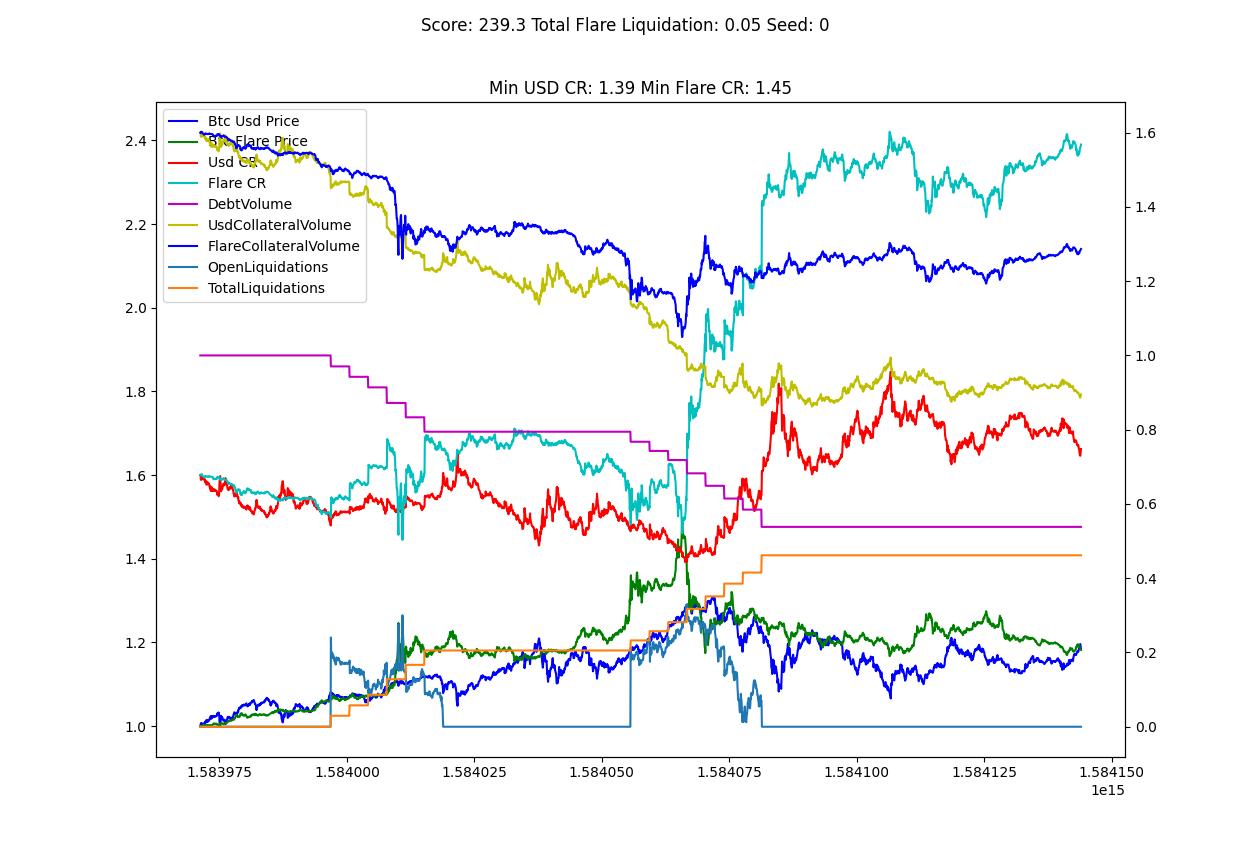 Score: 239.3 Total Flare Liquidation: 0.05 Seed: 0
Min USD CR: 1.39 Min Flare CR: 1.45
Btc Usd Price
Btc Flare Price
Usd CR
Flare CR
DebtVolume
UsdCollateralVolume
FlareCollateralVolume
OpenLiquidations
TotalLiquidations
2.4
2.2
2.0
1.8
1.6
1.4
1.2
1.0
1.6
1.4
1.2
1.0
0.8
0.6
0.4
0.2
0.0
1.583975 1.584000 1.584025 1.584050 1.584075 1.584100 1.584125 1.584150
1e15